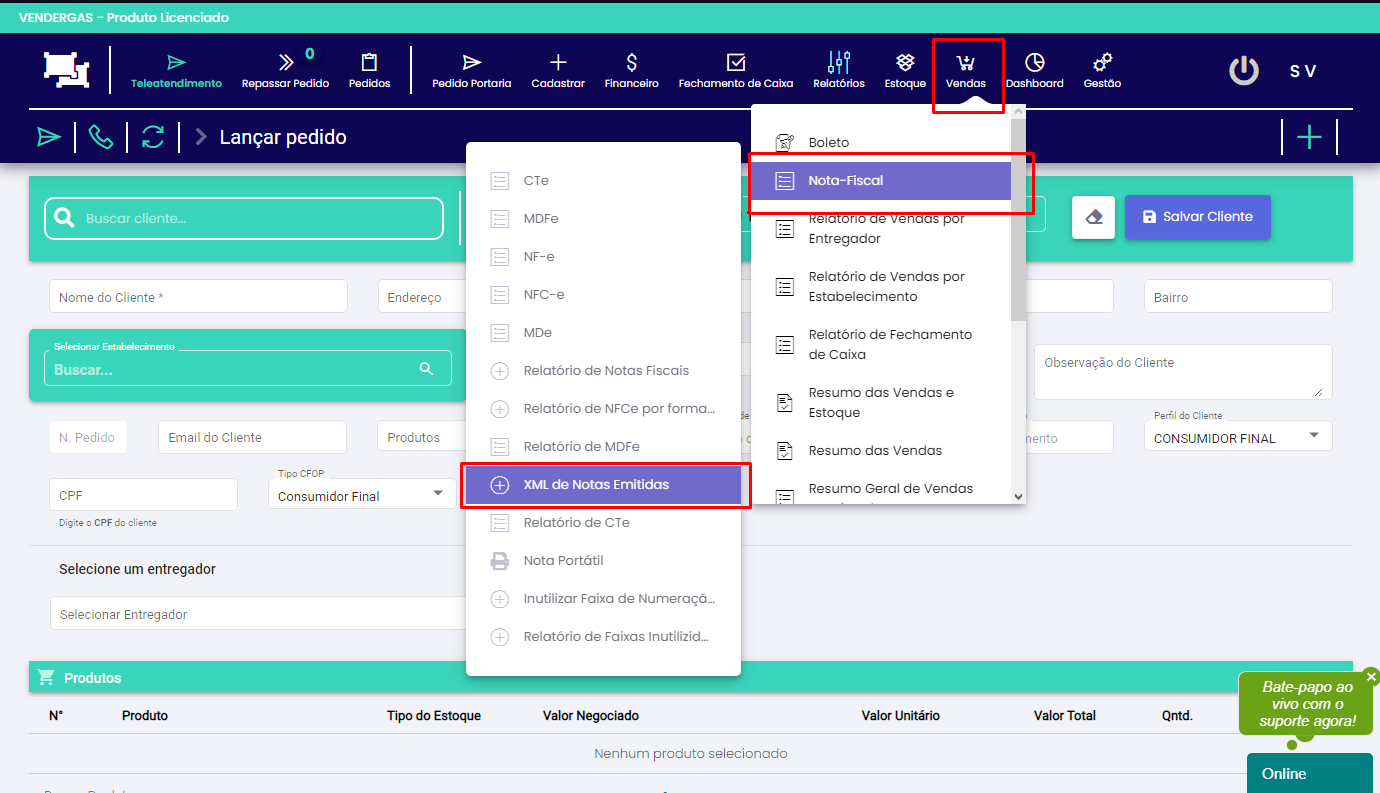 VENDERGAS - Produto Licenciado
Teleatendimento
Repassar Pedido
0
Pedidos
Pedido Portaria
Cadastrar
Financeiro
Fechamento de Caixa
Relatórios
Estoque
Vendas
Dashboard
Gestão
S V
Lançar pedido
Boleto
Nota-Fiscal
Relatório de Vendas por
Entregador
Relatório de Vendas por
Estabelecimento
Relatório de Fechamento
de Caixa
Resumo das Vendas e
Estoque
Resumo das Vendas
Resumo Geral de Vendas
CTe
MDFe
NF-e
NFC-e
MDe
Relatório de Notas Fiscais
Relatório de NFCe por forma...
Relatório de MDFe
XML de Notas Emitidas
Relatório de CTe
Nota Portátil
Inutilizar Faixa de Numeraçã...
Relatório de Faixas Inutilizid...
Buscar cliente...
Salvar Cliente
Nome do Cliente *
Endereço
Bairro
Selecionar Estabelecimento
Buscar...
Observação do Cliente
N. Pedido
Email do Cliente
Produtos
Perfil do Cliente
CONSUMIDOR FINAL
CPF
Digite o CPF do cliente
Tipo CFOP
Consumidor Final
Selecione um entregador
Selecionar Entregador
Produtos
N°
Produto
Tipo do Estoque
Valor Negociado
Valor Unitário
Valor Total
Qntd.
Nenhum produto selecionado
Bate-papo ao
vivo com o
suporte agora!
Online